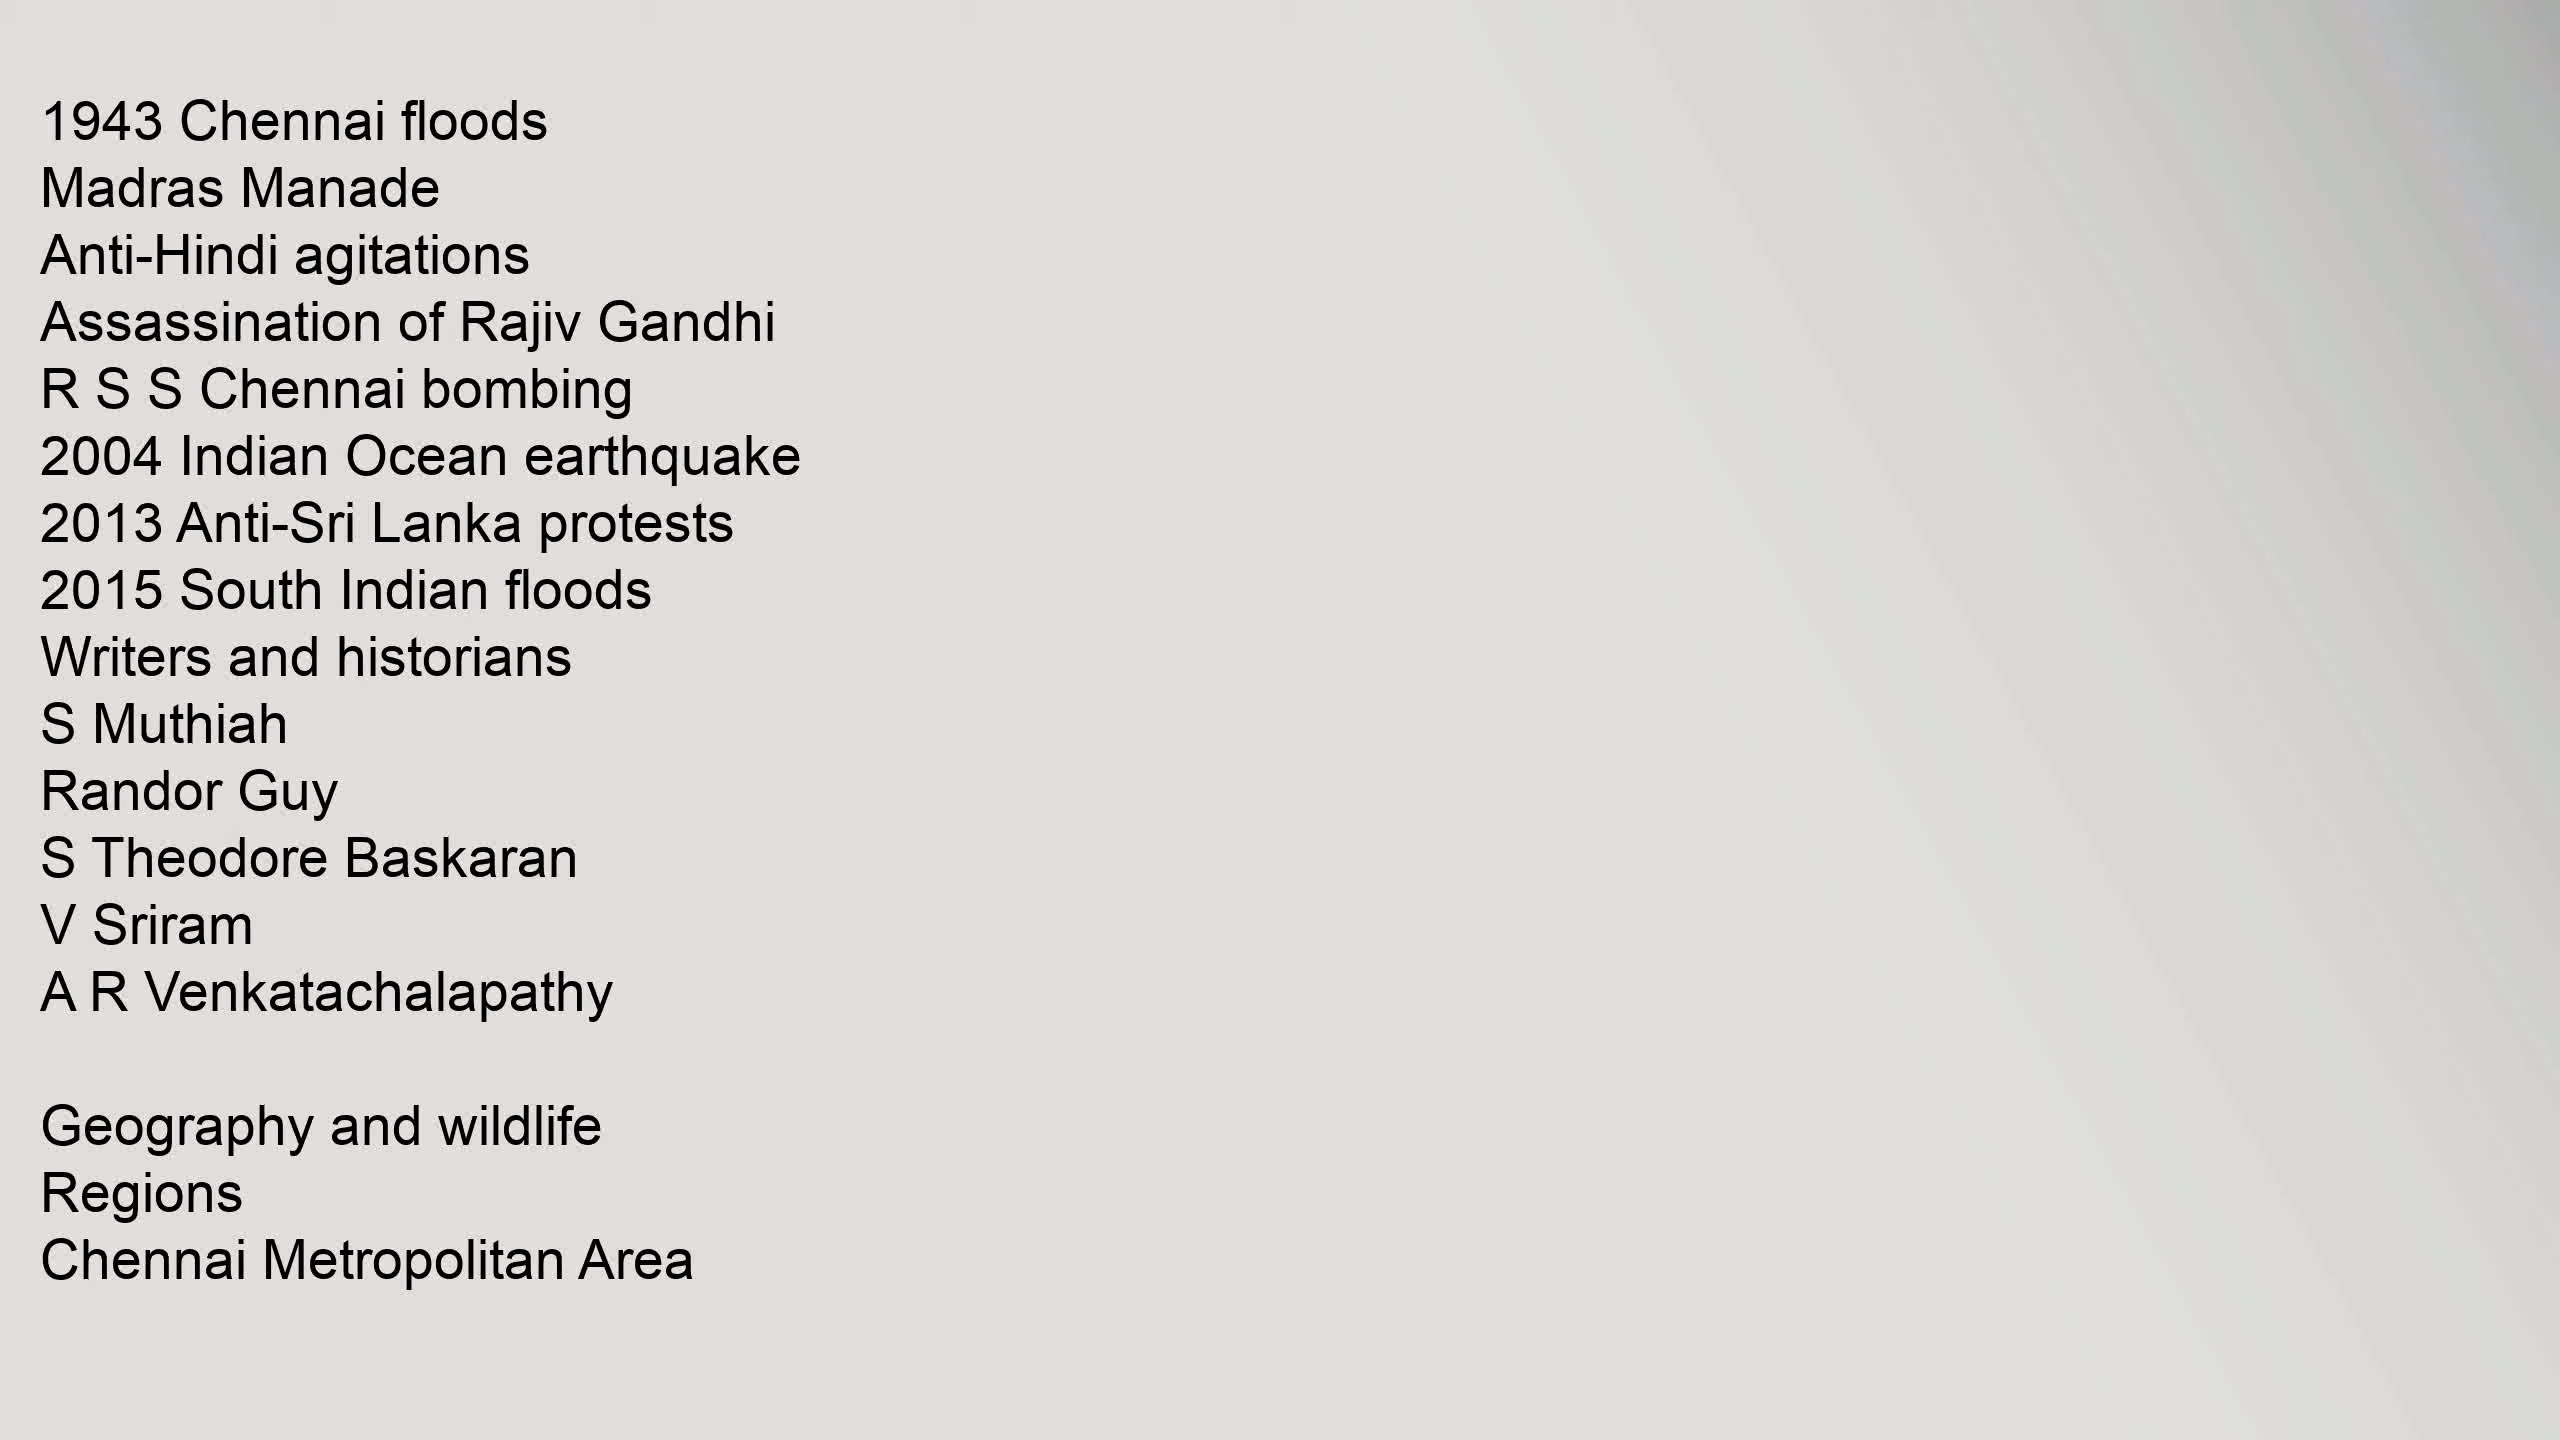 1943 Chennai floods
Madras Manade
Anti-Hindi agitations
Assassination of Rajiv Gandhi
R S S Chennai bombing
2004 Indian Ocean earthquake
2013 Anti-Sri Lanka protests
2015 South Indian floods
Writers and historians
S Muthiah
Randor Guy
S Theodore Baskaran
V Sriram
A R Venkatachalapathy
Geography and wildlife
Regions
Chennai Metropolitan Area